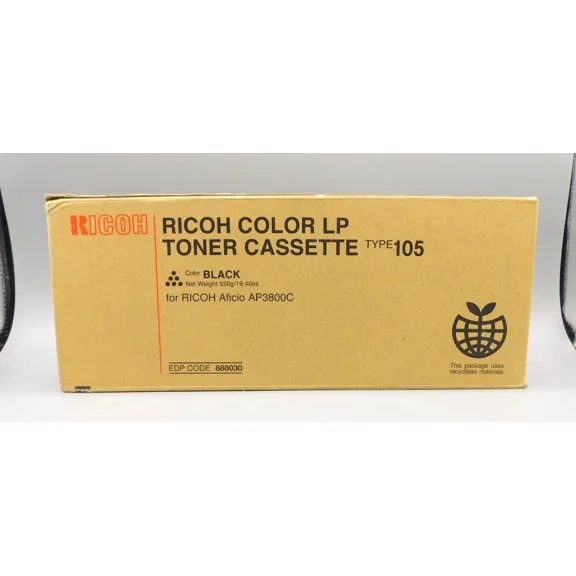 RICOH
RICOH COLOR LP
TONER CASSETTE TYPE 105
Color BLACK
Net Weight 550g/19.40oz
for RICOH Aficio AP3800C
EDP CODE 888030
This package uses
recyclable materials.